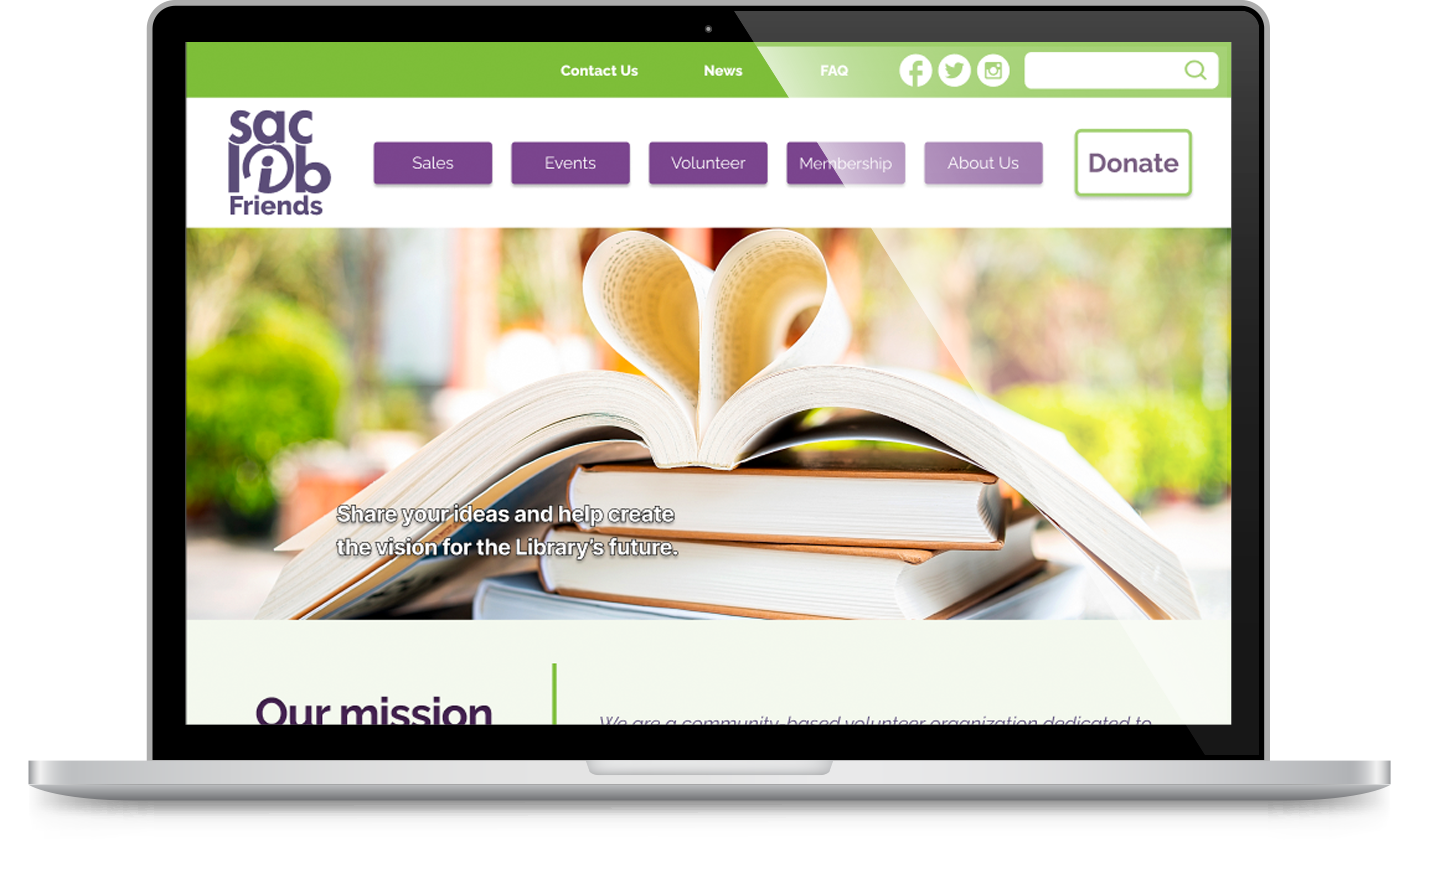 Contact Us
News
FAQ
sac
lib
Friends
Sales
Events
Volunteer
Membership
About Us
Donate
Share your ideas and help create
the vision for the Library's future.
Our mission
We are a community-based volunteer organization dedicated to